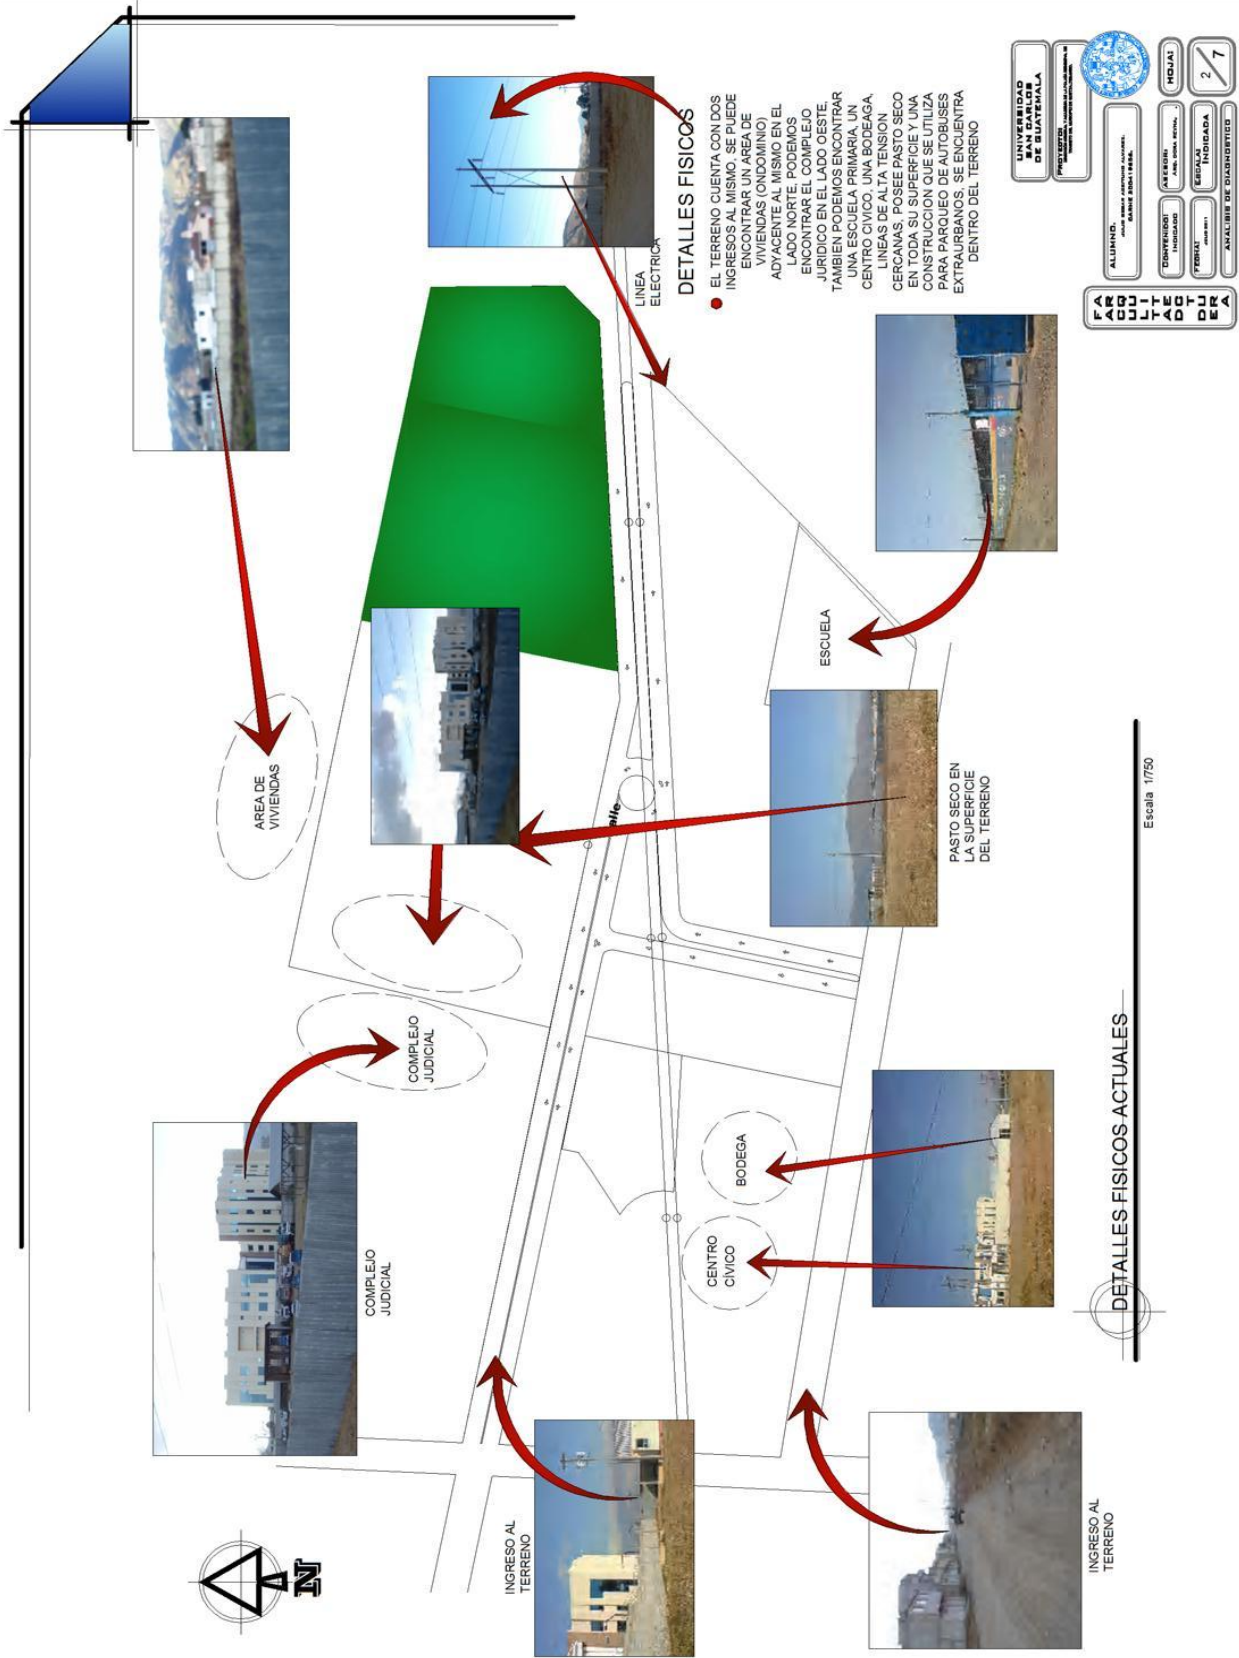 INGRESO AL
TERRENO
COMPLEJO
JUDICIAL
COMPLEJO
JUDICIAL
AREA DE
VIVIENDAS
alle
CENTRO
CÍVICO
BODEGA
ESCUELA
LINEA
ELECTRICA
DETALLES FISICOS
EL TERRENO CUENTA CON DOS
INGRESOS AL MISMO, SE PUEDE
ENCONTRAR UN AREA DE
VIVIENDAS (ONDOMINIO)
ADYACENTE AL MISMO EN EL
LADO NORTE, PODEMOS
ENCONTRAR EL COMPLEJO
JURIDICO EN EL LADO OESTE,
TAMBIEN PODEMOS ENCONTRAR
UNA ESCUELA PRIMARIA, UN
CENTRO CIVICO, UNA BODEAGA,
LINEAS DE ALTA TENSION
CERCANAS, POSEE PASTO SECO
EN TODA SU SUPERFICIE Y UNA
CONSTRUCCION QUE SE UTILIZA
PARA PARQUEO DE AUTOBUSES
EXTRAURBANOS, SE ENCUENTRA
DENTRO DEL TERRENO
PASTO SECO EN
LA SUPERFICIE
DEL TERRENO
INGRESO AL
TERRENO
N
DETALLES FISICOS ACTUALES
Escala 1/750
UNIVERSIDAD
SAN CARLOS
DE GUATEMALA
PROYECTO:
FACULTAD DE
ARQUITECTURA
ALUMNO:
CONTENIDO:
INDICADO
ASESOR:
HOJA:
2/7
FECHA:
ESCALA:
INDICADA
ANALISIS DE DIAGNOSTICO